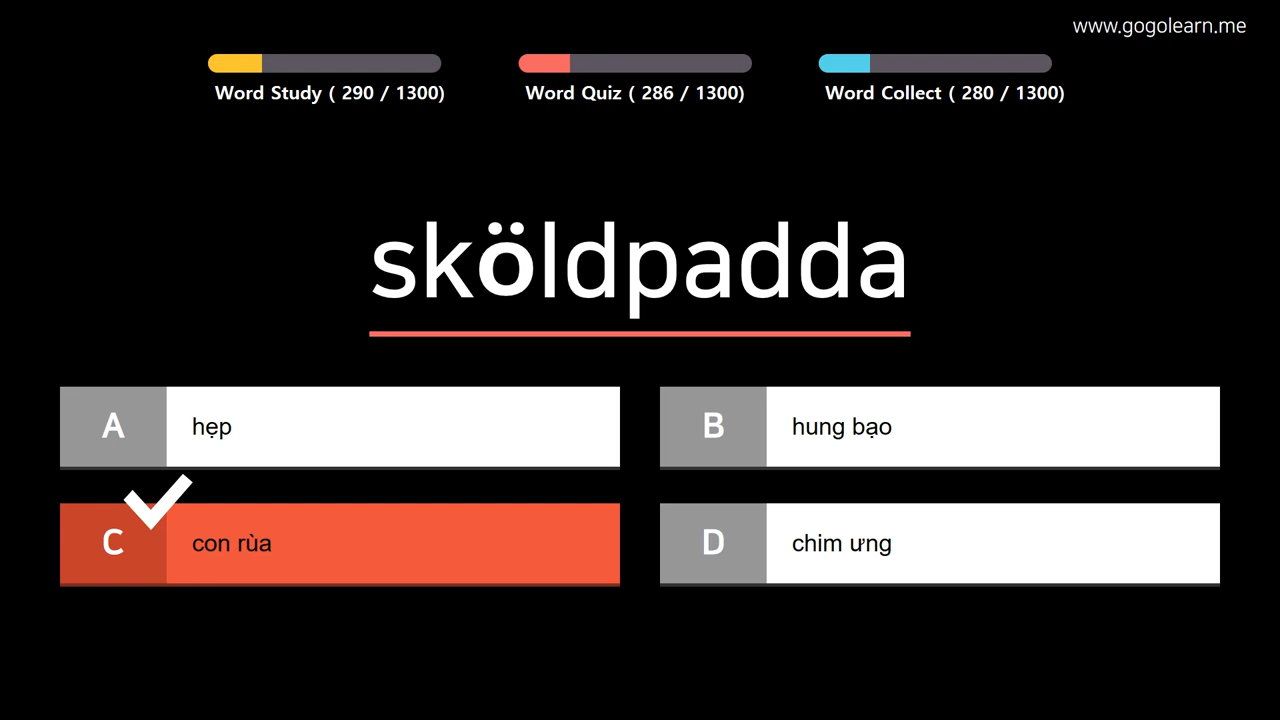 www.gogolearn.me
Word Study ( 290 / 1300)
Word Quiz ( 286 / 1300)
Word Collect ( 280 / 1300)
sköldpadda
A
hẹp
B
hung bạo
C
con rùa
D
chim ưng